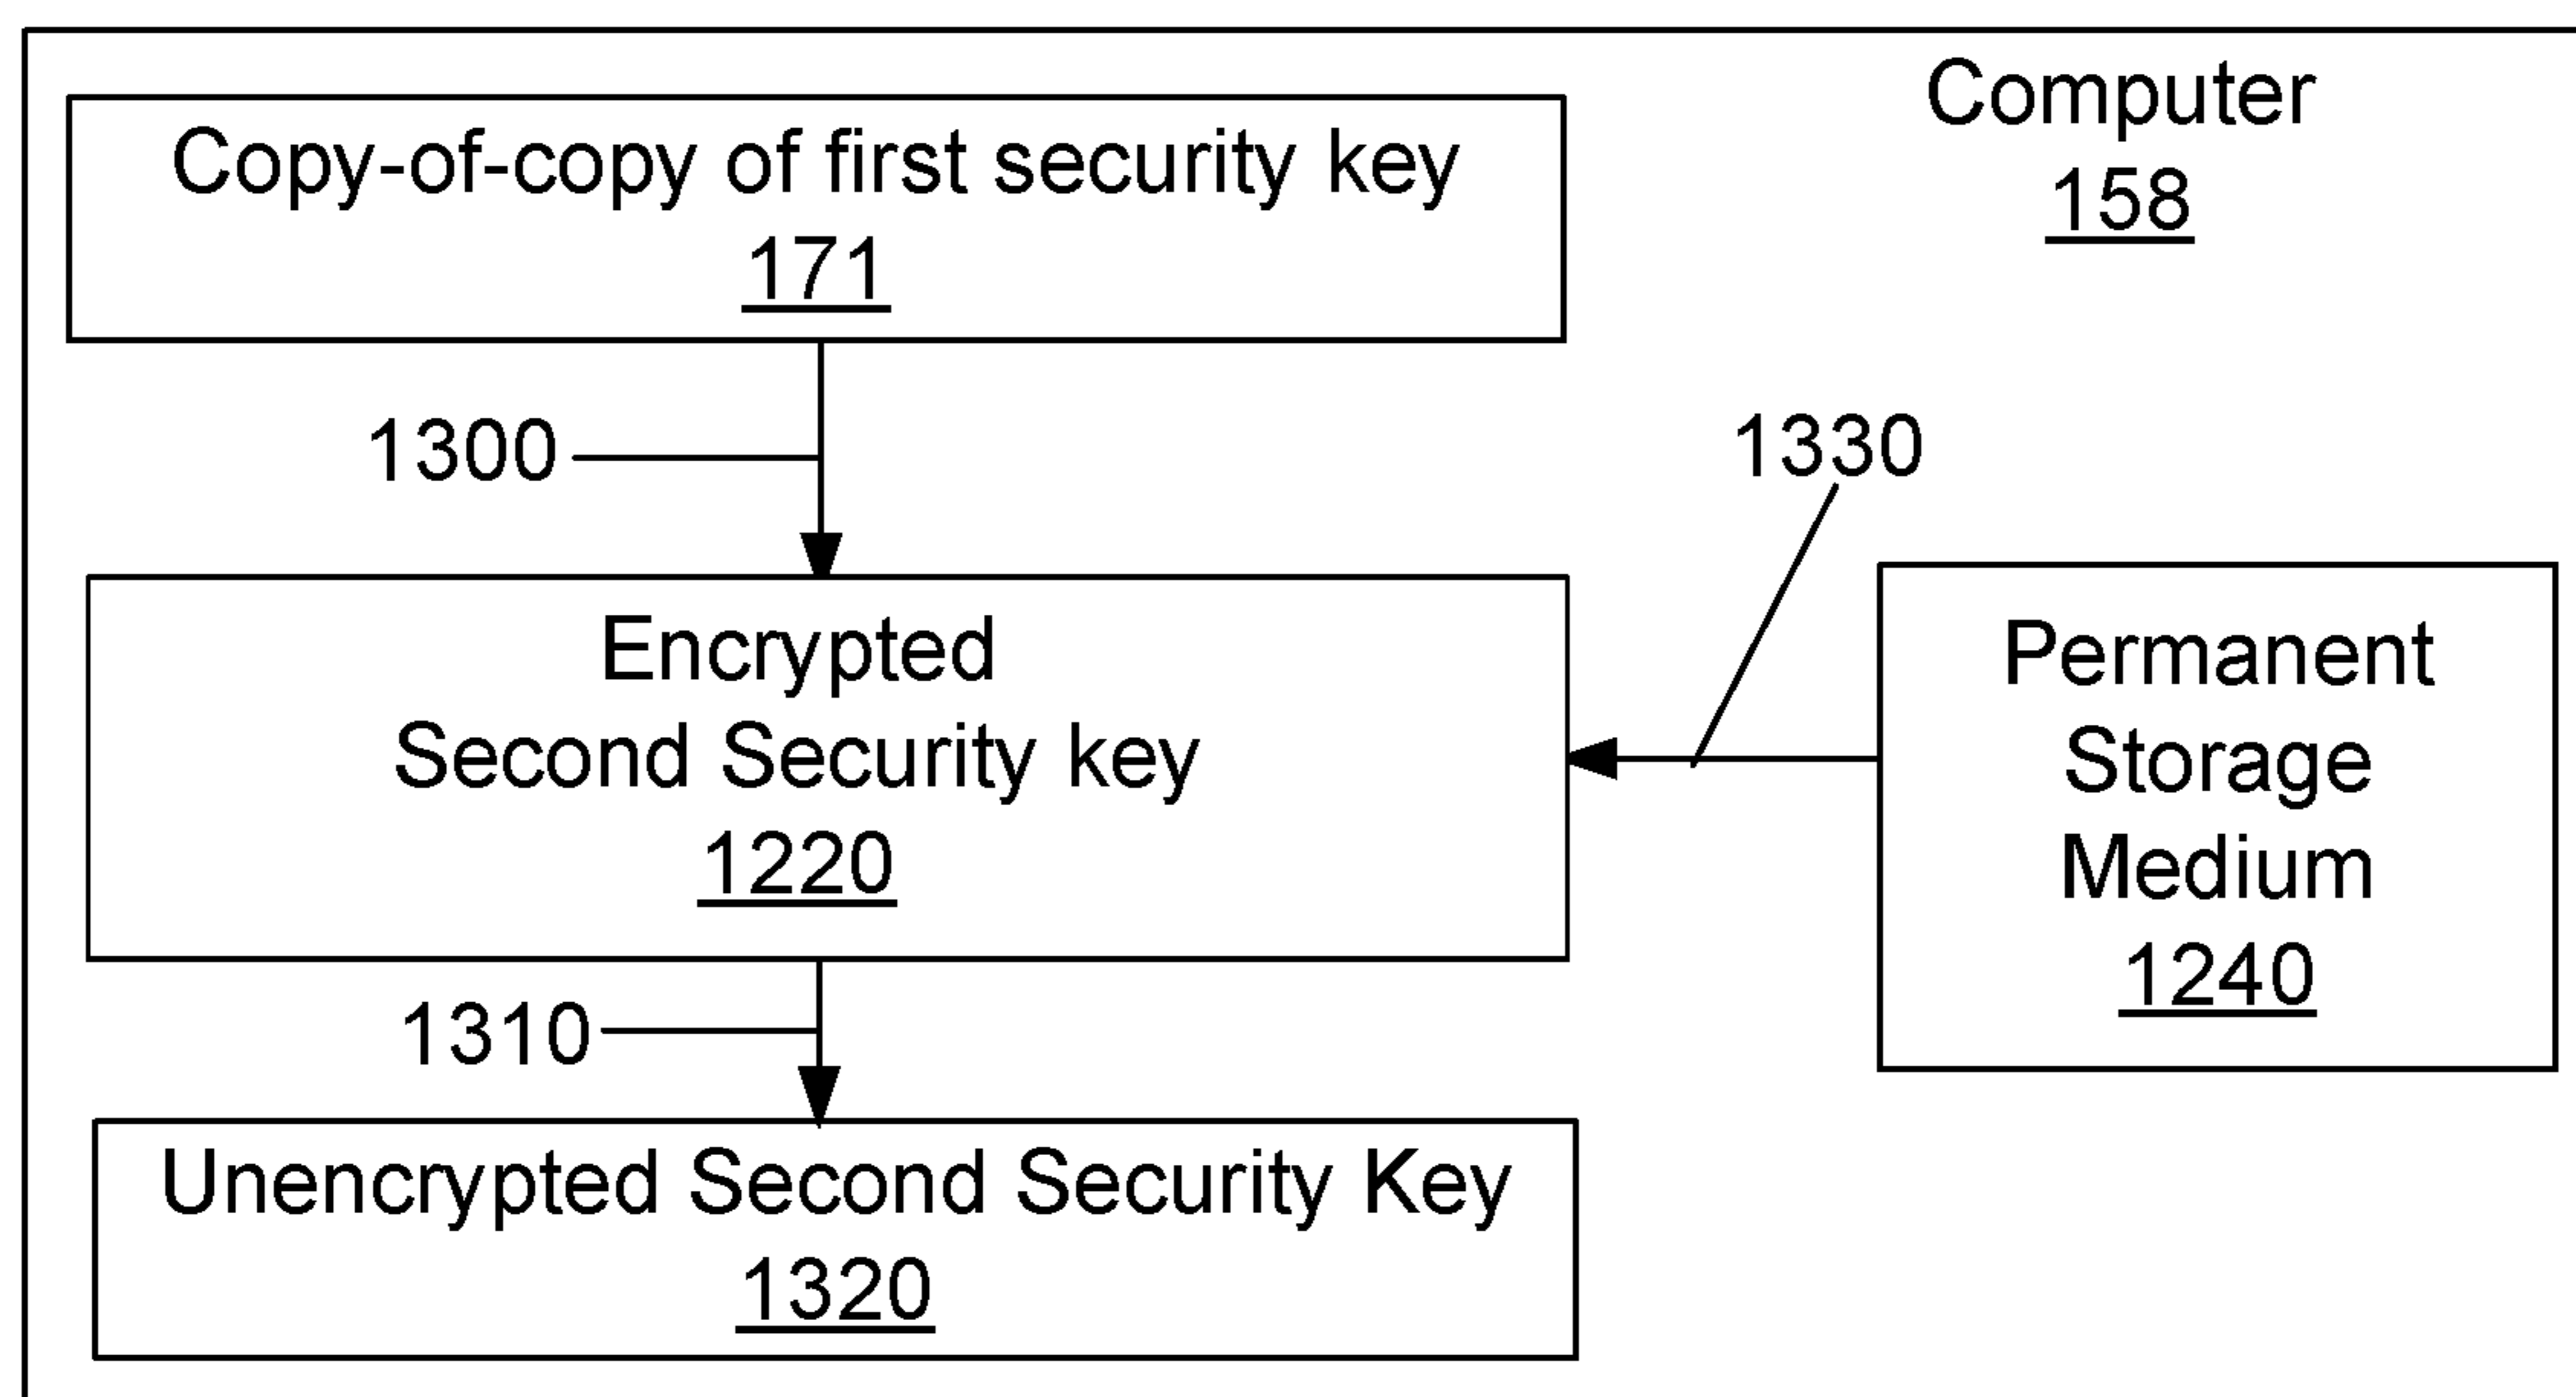 Computer
158
Copy-of-copy of first security key
171
1300
1330
Encrypted
Second Security key
1220
Permanent
Storage
Medium
1240
1310
Unencrypted Second Security Key
1320